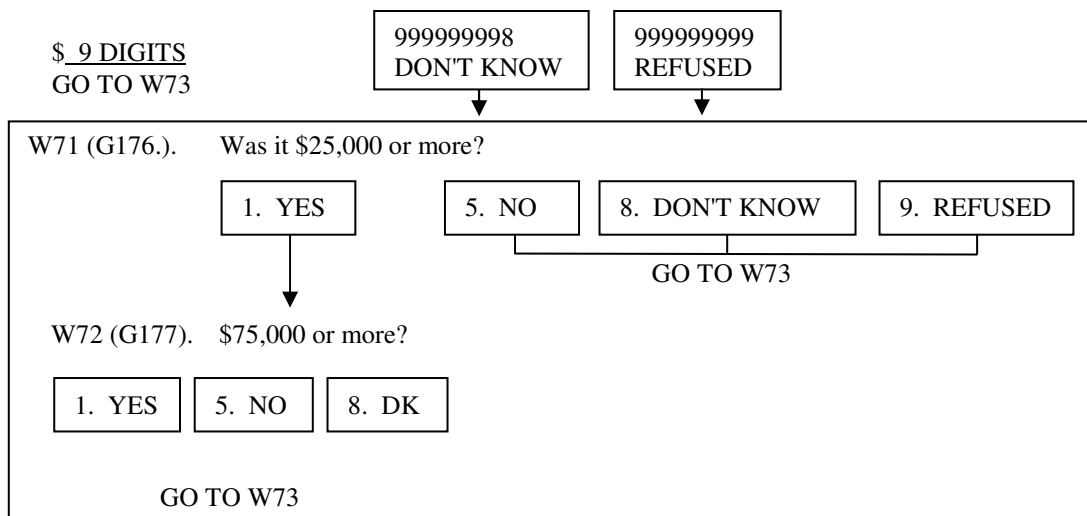 $ 9 DIGITS
GO TO W73
999999998
DON'T KNOW
999999999
REFUSED
W71 (G176.). Was it $25,000 or more?
1. YES
5. NO
8. DON'T KNOW
9. REFUSED
GO TO W73
W72 (G177). $75,000 or more?
1. YES
5. NO
8. DK
GO TO W73